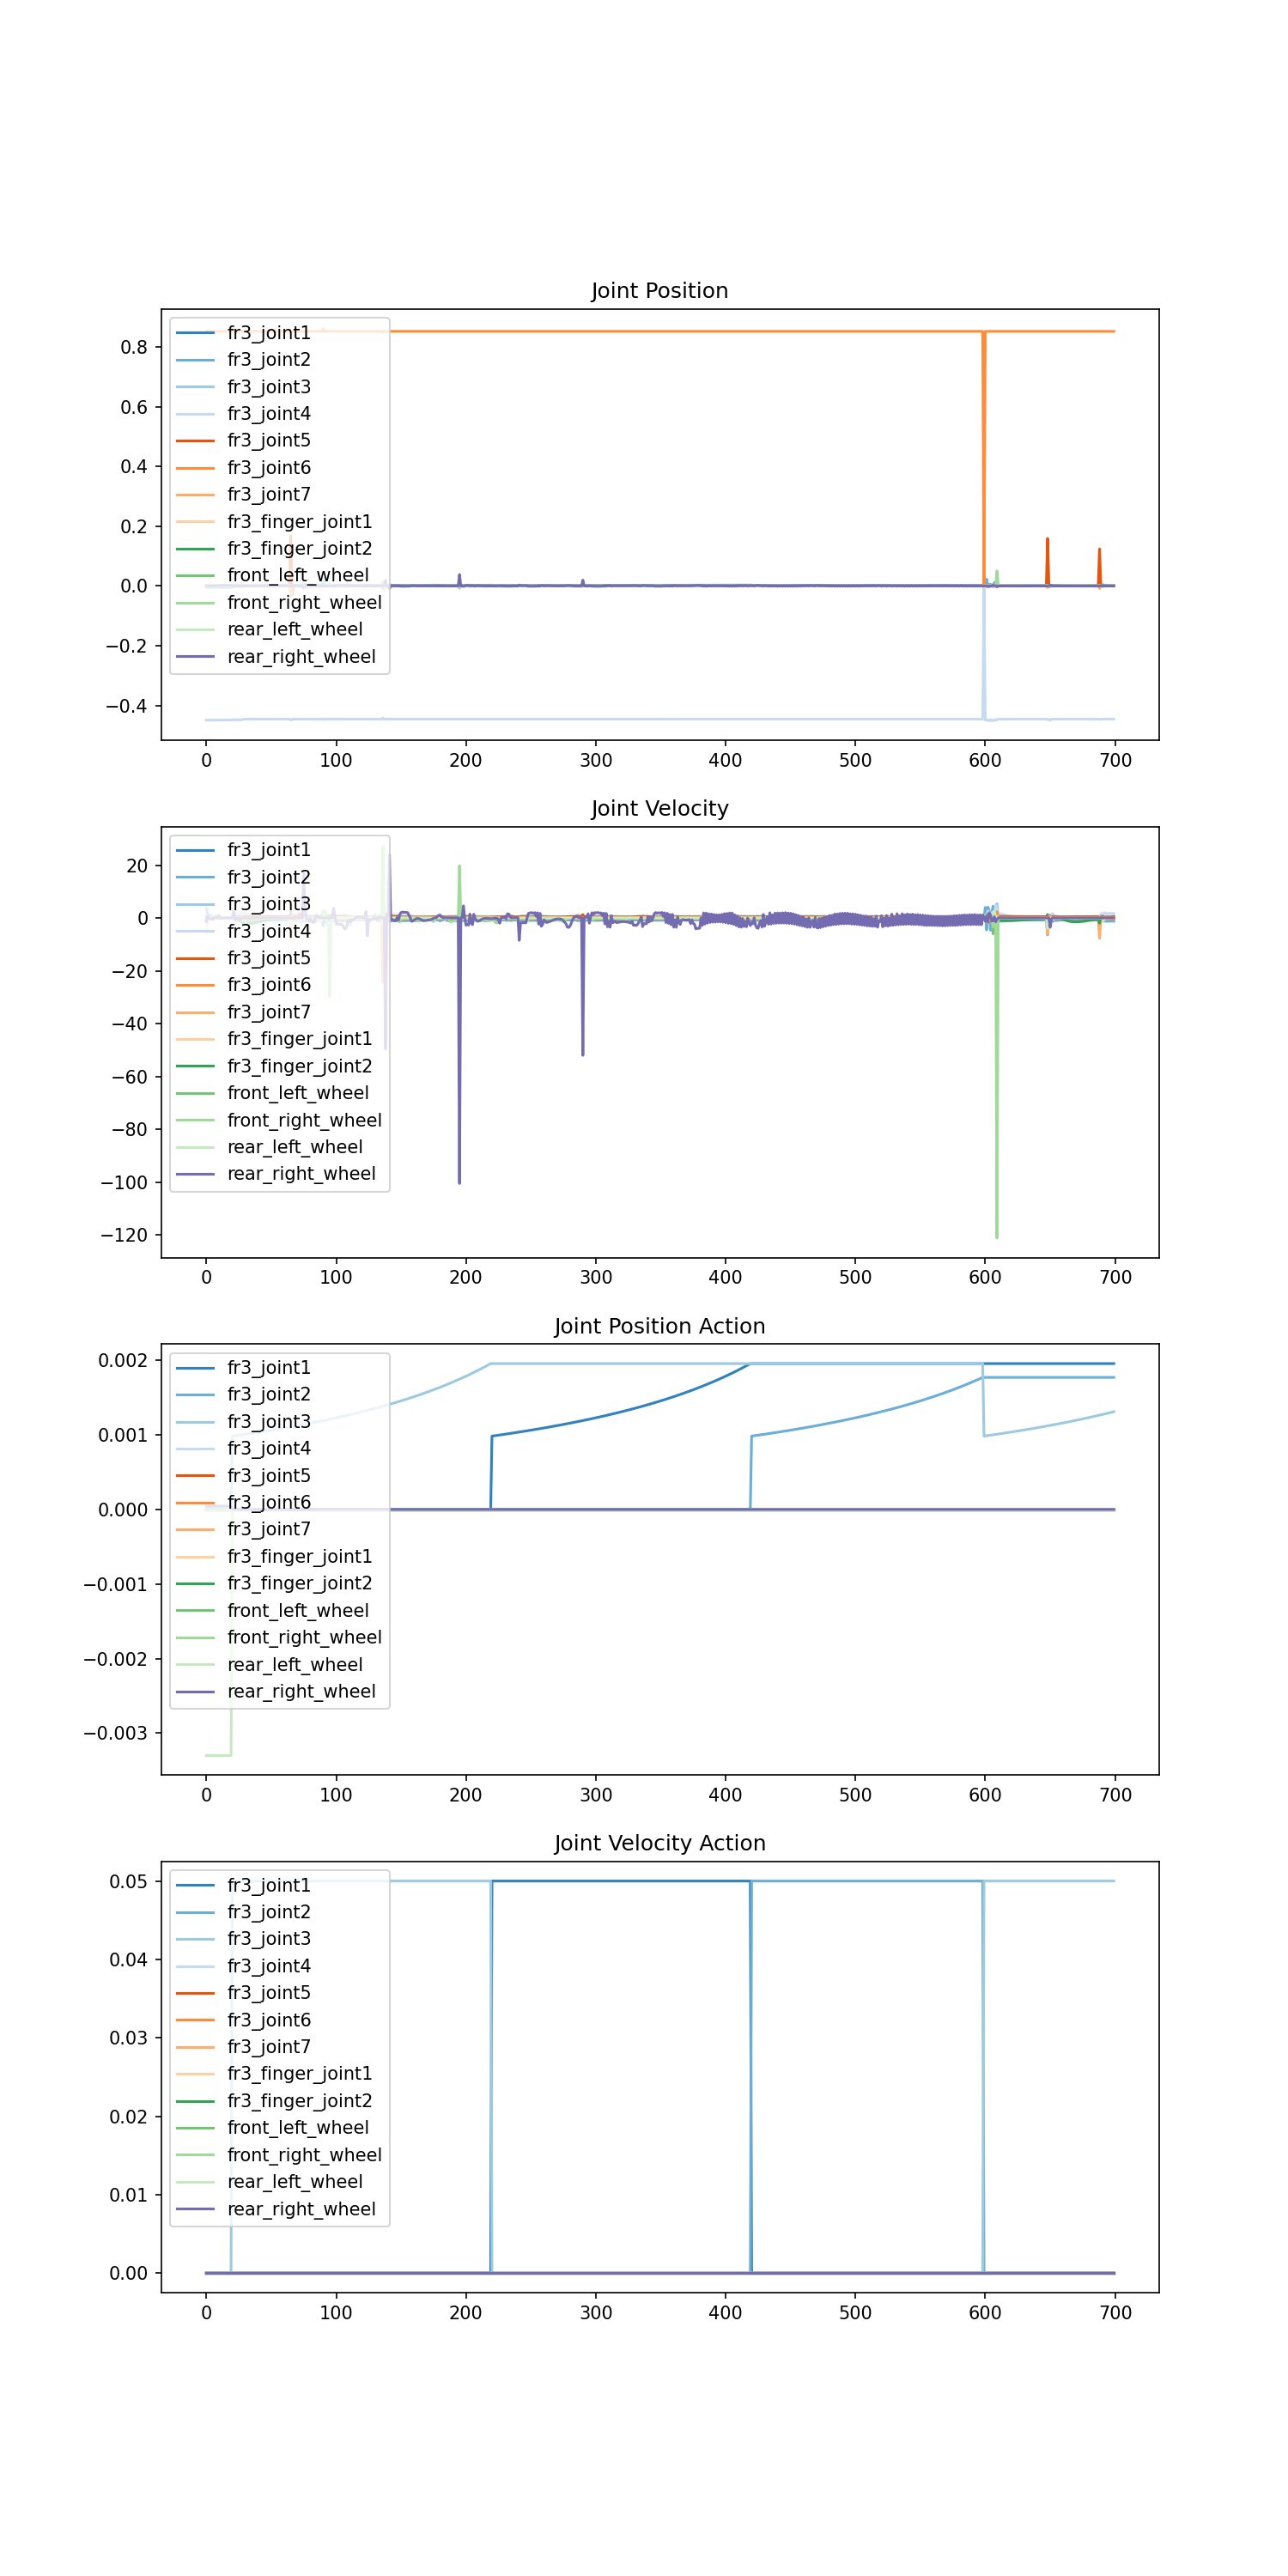 Joint Position
0.8
0.6
0.4
0.2
0.0
−0.2
−0.4
fr3_joint1
fr3_joint2
fr3_joint3
fr3_joint4
fr3_joint5
fr3_joint6
fr3_joint7
fr3_finger_joint1
fr3_finger_joint2
front_left_wheel
front_right_wheel
rear_left_wheel
rear_right_wheel
0 100 200 300 400 500 600 700
Joint Velocity
20
0
−20
−40
−60
−80
−100
−120
fr3_joint1
fr3_joint2
fr3_joint3
fr3_joint4
fr3_joint5
fr3_joint6
fr3_joint7
fr3_finger_joint1
fr3_finger_joint2
front_left_wheel
front_right_wheel
rear_left_wheel
rear_right_wheel
0 100 200 300 400 500 600 700
Joint Position Action
0.002
0.001
0.000
−0.001
−0.002
−0.003
fr3_joint1
fr3_joint2
fr3_joint3
fr3_joint4
fr3_joint5
fr3_joint6
fr3_joint7
fr3_finger_joint1
fr3_finger_joint2
front_left_wheel
front_right_wheel
rear_left_wheel
rear_right_wheel
0 100 200 300 400 500 600 700
Joint Velocity Action
0.05
0.04
0.03
0.02
0.01
0.00
fr3_joint1
fr3_joint2
fr3_joint3
fr3_joint4
fr3_joint5
fr3_joint6
fr3_joint7
fr3_finger_joint1
fr3_finger_joint2
front_left_wheel
front_right_wheel
rear_left_wheel
rear_right_wheel
0 100 200 300 400 500 600 700